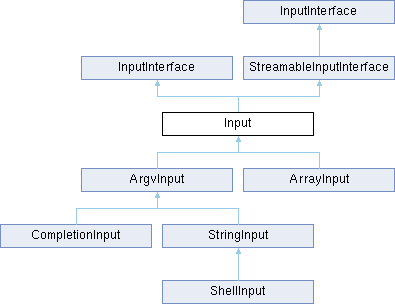 InputInterface
InputInterface
StreamableInputInterface
Input
ArgvInput
ArrayInput
CompletionInput
StringInput
ShellInput